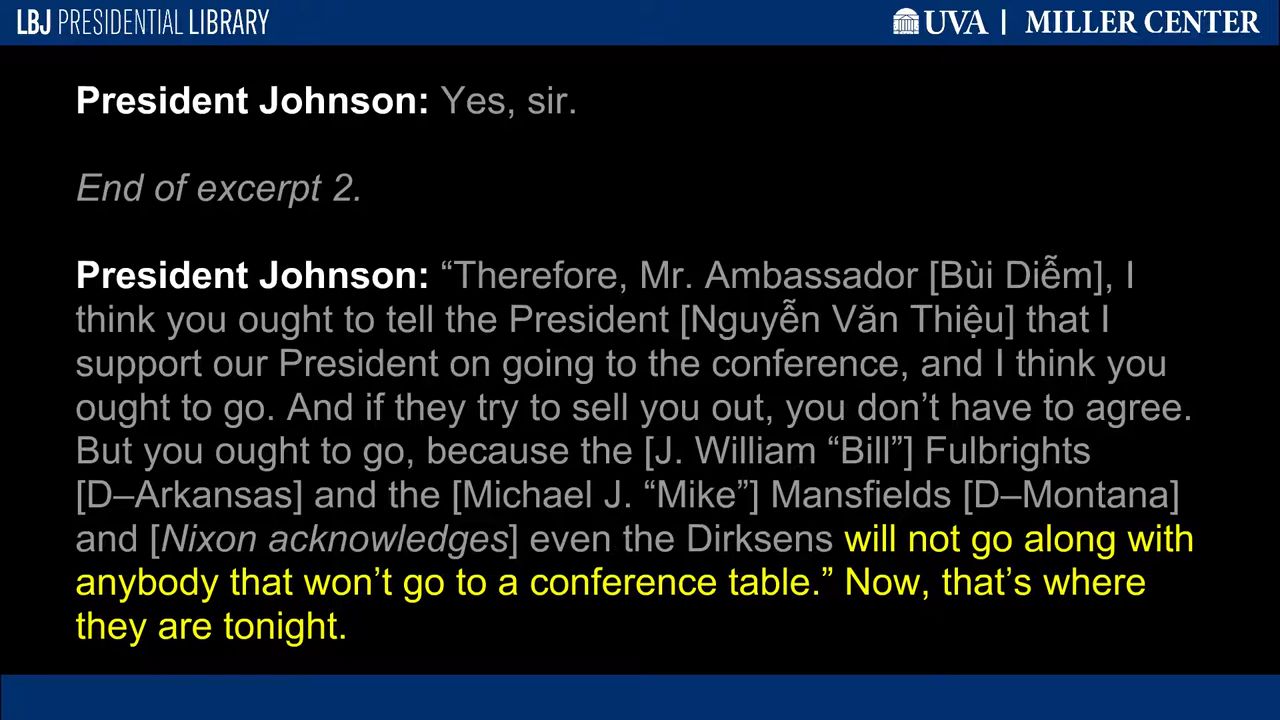 LBJ PRESIDENTIAL LIBRARY
UVA | MILLER CENTER
President Johnson: Yes, sir.
End of excerpt 2.
President Johnson: “Therefore, Mr. Ambassador [Bùi Diễm], I
think you ought to tell the President [Nguyễn Văn Thiệu] that I
support our President on going to the conference, and I think you
ought to go. And if they try to sell you out, you don’t have to agree.
But you ought to go, because the [J. William “Bill”] Fulbrights
[D–Arkansas] and the [Michael J. “Mike”] Mansfields [D–Montana]
and [Nixon acknowledges] even the Dirksens will not go along with
anybody that won’t go to a conference table.” Now, that’s where
they are tonight.